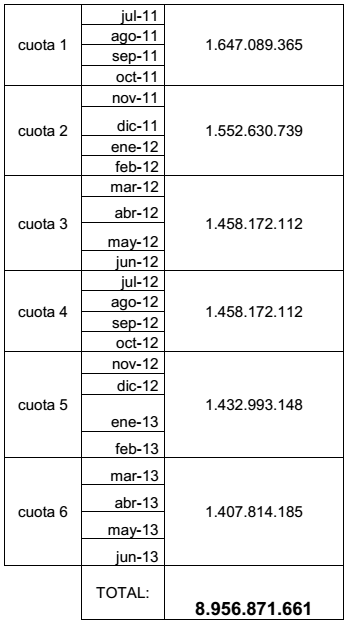 jul-11
ago-11
cuota 1 1.647.089.365
sep-11
oct-11
nov-11
dic-11
cuota 2 1.552.630.739
ene-12
feb-12
mar-12
abr-12
cuota 3 1.458.172.112
may-12
jun-12
jul-12
ago-12
cuota 4 1.458.172.112
sep-12
oct-12
nov-12
dic-12
cuota 5 1.432.993.148
ene-13
feb-13
mar-13
abr-13
cuota 6 1.407.814.185
may-13
jun-13
TOTAL:
8.956.871.661